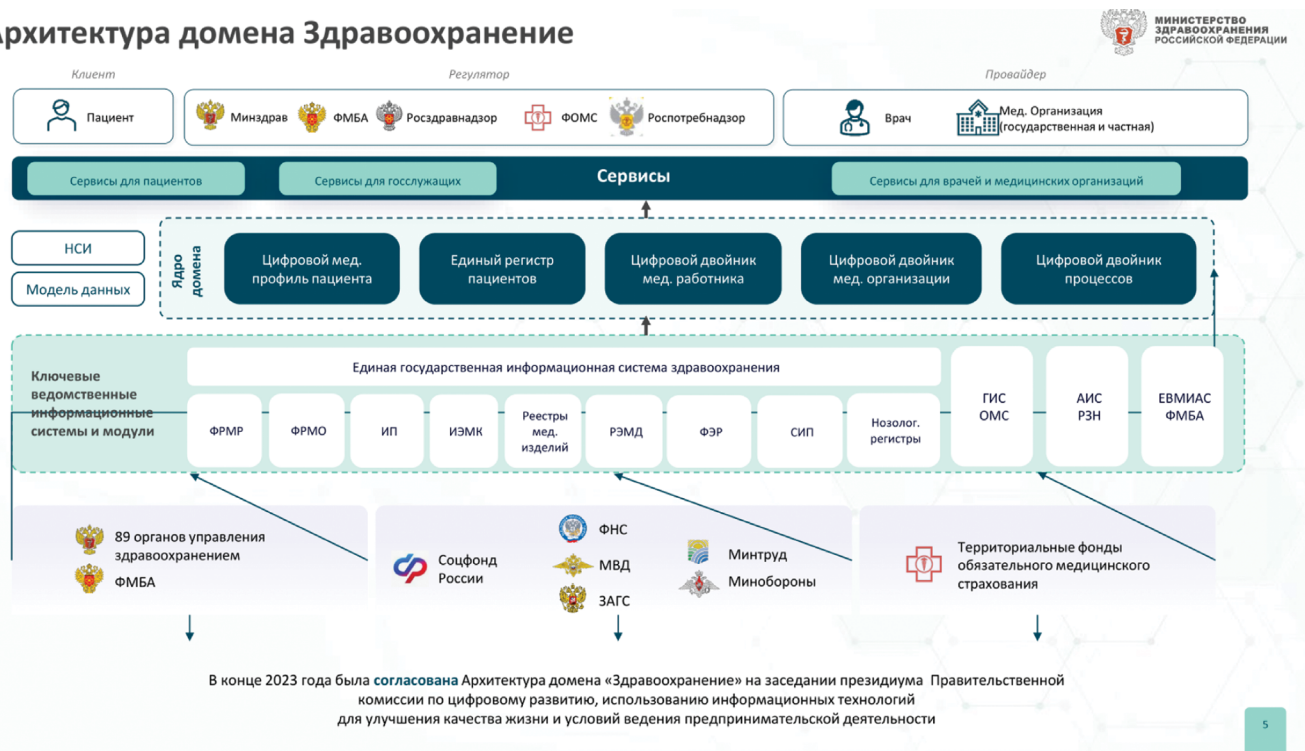 Архитектура домена Здравоохранение
МИНИСТЕРСТВО
ЗДРАВООХРАНЕНИЯ
РОССИЙСКОЙ ФЕДЕРАЦИИ
Клиент
Регулятор
Провайдер
Пациент
Минздрав
ФМБА
Росздравнадзор
ФОМС
Роспотребнадзор
Врач
Мед. Организация
(государственная и частная)
Сервисы для пациентов
Сервисы для госслужащих
Сервисы
Сервисы для врачей и медицинских организаций
НСИ
Модель данных
Ядро
домена
Цифровой мед.
профиль пациента
Единый регистр
пациентов
Цифровой двойник
мед. работника
Цифровой двойник
мед. организации
Цифровой двойник
процессов
Ключевые
ведомственные
информационные
системы и модули
Единая государственная информационная система здравоохранения
ФРМР
ФРМО
ИП
ИЭМК
Реестры
мед.
изделий
РЭМД
ФЭР
СИП
Нозолог.
регистры
ГИС
ОМС
АИС
РЗН
ЕВМИАС
ФМБА
89 органов управления
здравоохранением
ФМБА
Соцфонд
России
ФНС
МВД
ЗАГС
Минтруд
Минобороны
Территориальные фонды
обязательного медицинского
страхования
В конце 2023 года была согласована Архитектура домена «Здравоохранение» на заседании президиума Правительственной
комиссии по цифровому развитию, использованию информационных технологий
для улучшения качества жизни и условий ведения предпринимательской деятельности
5